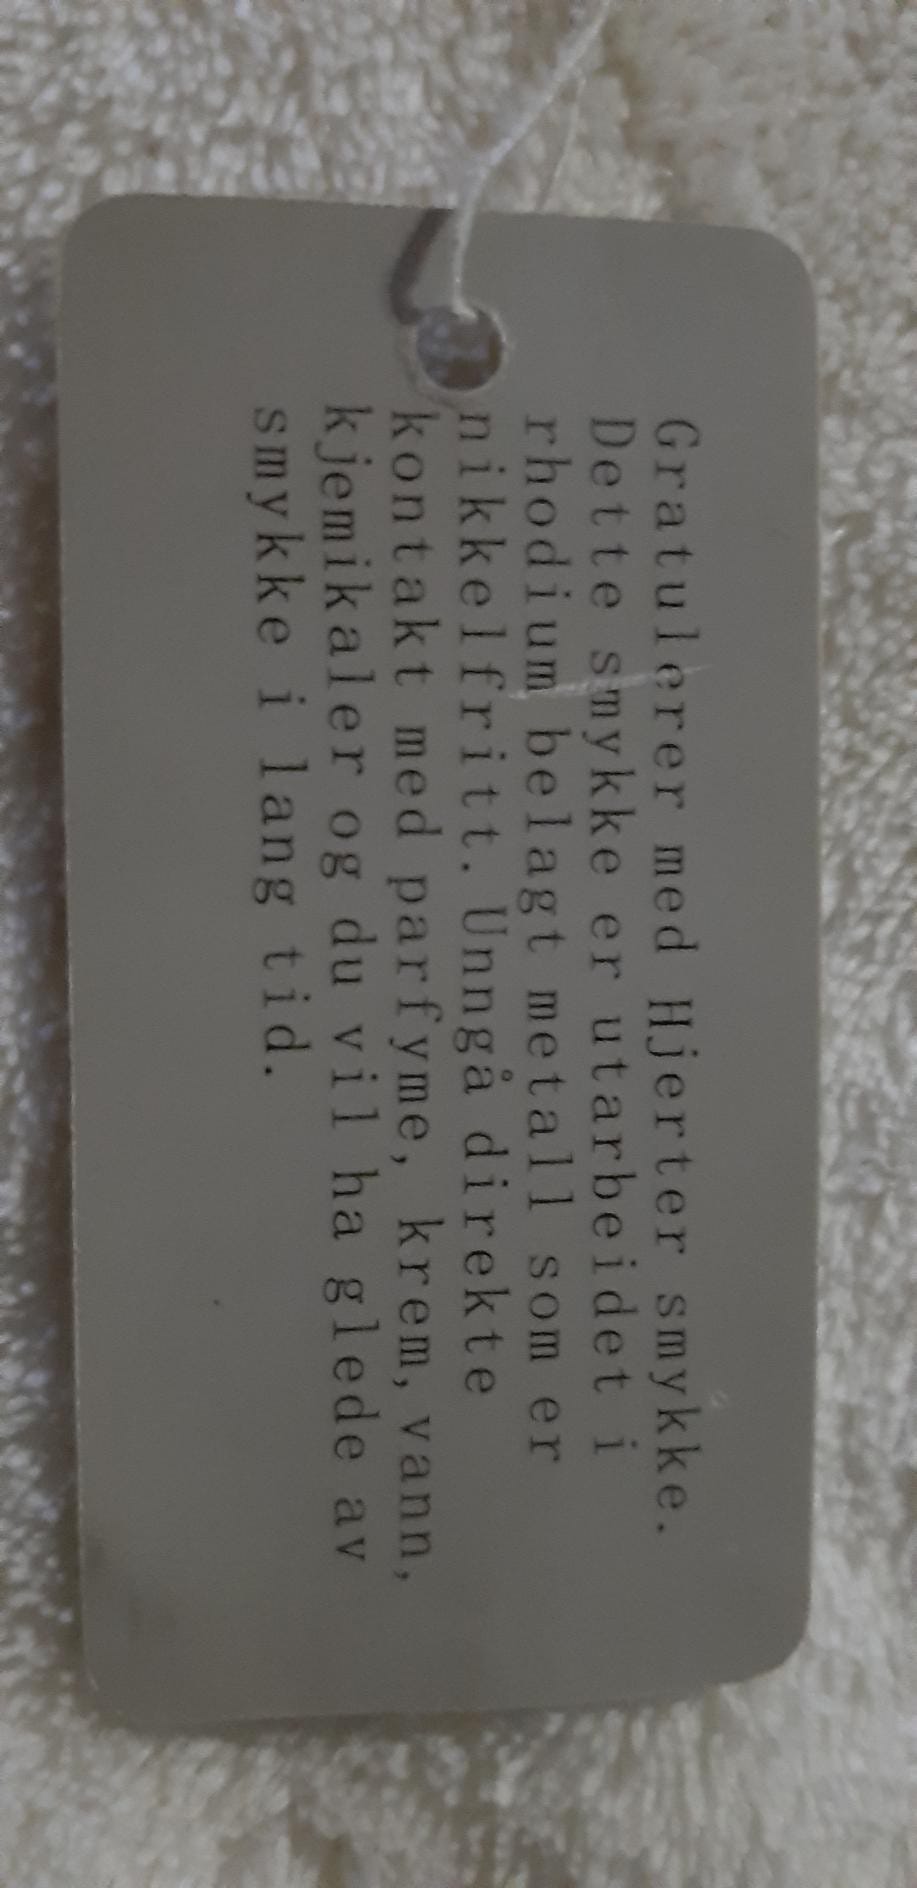 Gratulerer med Hjerter smykke.
Dette smykke er utarbeidet i
rhodium belagt metall som er
nikkelfritt. Unngå direkte
kontakt med parfyme, krem, vann,
kjemikaler og du vil ha glede av
smykke i lang tid.